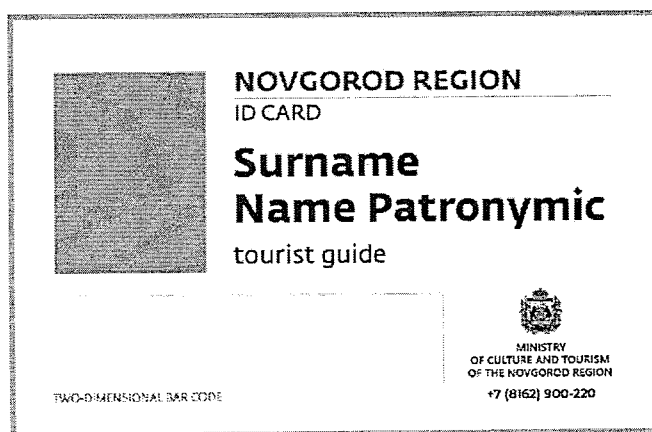 NOVGOROD REGION
ID CARD
Surname
Name Patronymic
tourist guide
MINISTRY
OF CULTURE AND TOURISM
OF THE NOVGOROD REGION
+7 (8162) 900-220
TWO-DIMENSIONAL BAR CODE